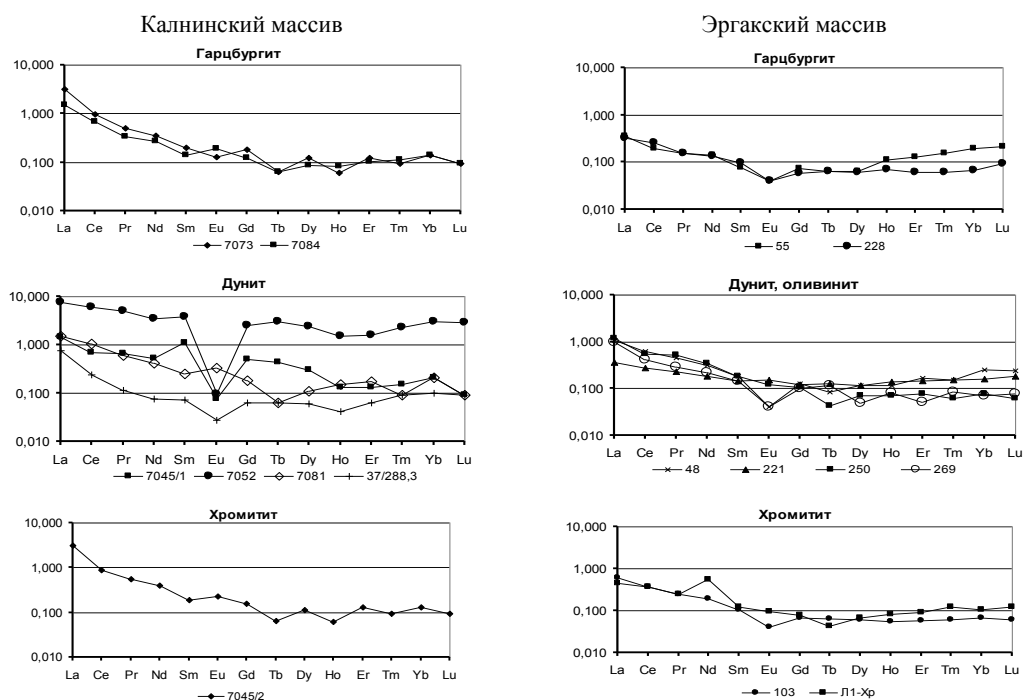 Калнинский массив
Гарцбургит
10,000
1,000
0,100
0,010
La Ce Pr Nd Sm Eu Gd Tb Dy Ho Er Tm Yb Lu
7073 7084
Дунит
10,000
1,000
0,100
0,010
La Ce Pr Nd Sm Eu Gd Tb Dy Ho Er Tm Yb Lu
7045/1 7052 7081 37/288,3
Хромитит
10,000
1,000
0,100
0,010
La Ce Pr Nd Sm Eu Gd Tb Dy Ho Er Tm Yb Lu
7045/2
Эргакский массив
Гарцбургит
10,000
1,000
0,100
0,010
La Ce Pr Nd Sm Eu Gd Tb Dy Ho Er Tm Yb Lu
55 228
Дунит, оливинит
10,000
1,000
0,100
0,010
La Ce Pr Nd Sm Eu Gd Tb Dy Ho Er Tm Yb Lu
48 221 250 269
Хромитит
10,000
1,000
0,100
0,010
La Ce Pr Nd Sm Eu Gd Tb Dy Ho Er Tm Yb Lu
103 Л1-Хр